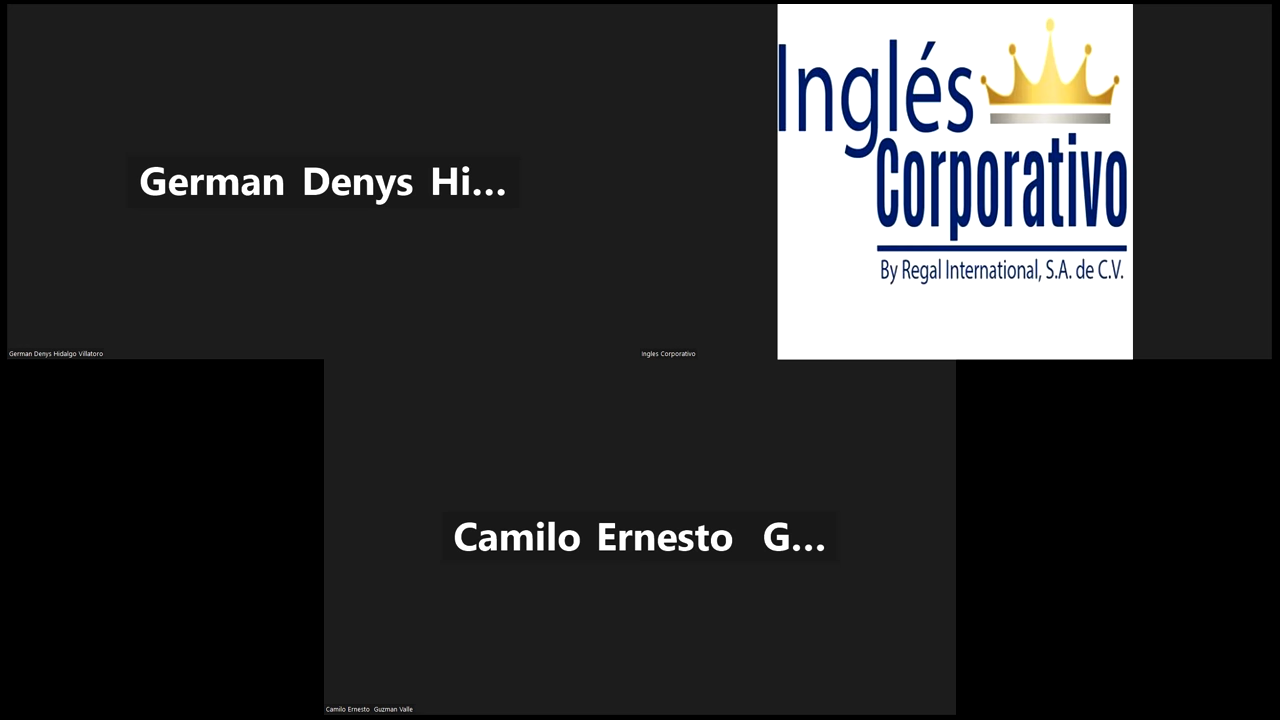 German Denys Hi...
German Denys Hidalgo Villatoro
Inglés
Corporativo
By Regal International, S.A. de C.V.
Ingles Corporativo
Camilo Ernesto G...
Camilo Ernesto Guzman Valle